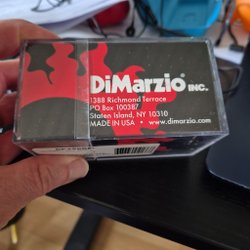 DiMarzio® INC.
1388 Richmond Terrace
PO Box 100387
Staten Island, NY 10310
MADE IN USA • www.dimarzio.com